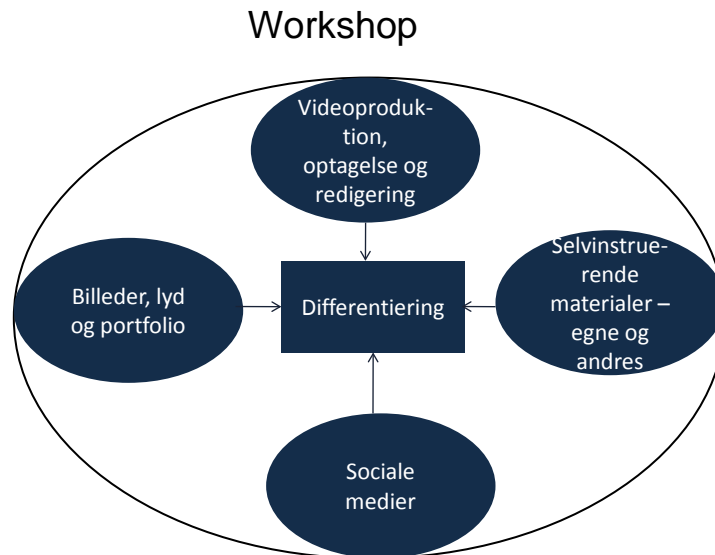 Workshop
Videoproduk-
tion,
optagelse og
redigering
Billeder, lyd
og portfolio
Differentiering
Selvinstrue-
rende
materialer –
egne og
andres
Sociale
medier